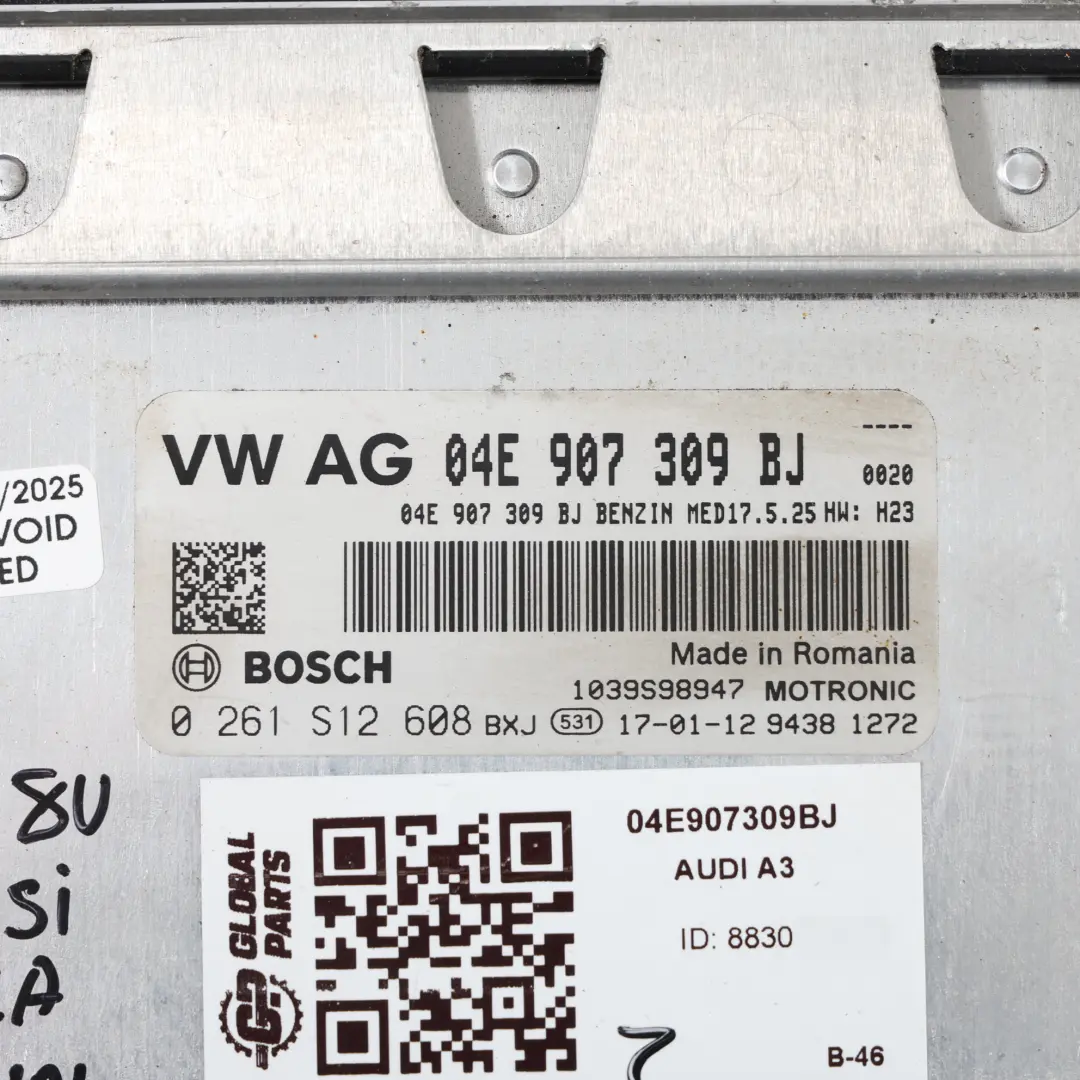 VW AG 04E 907 309 BJ
----
0020
04E 907 309 BJ BENZIN MED17.5.25 HW: H23
/2025
VOID
ED
BOSCH
Made in Romania
1039S98947 MOTRONIC
0 261 S12 608 BXJ 531 17-01-12 9438 1272
8U
Si
A
GLOBAL
PARTS
GP
04E907309BJ
AUDI A3
ID: 8830
B-46